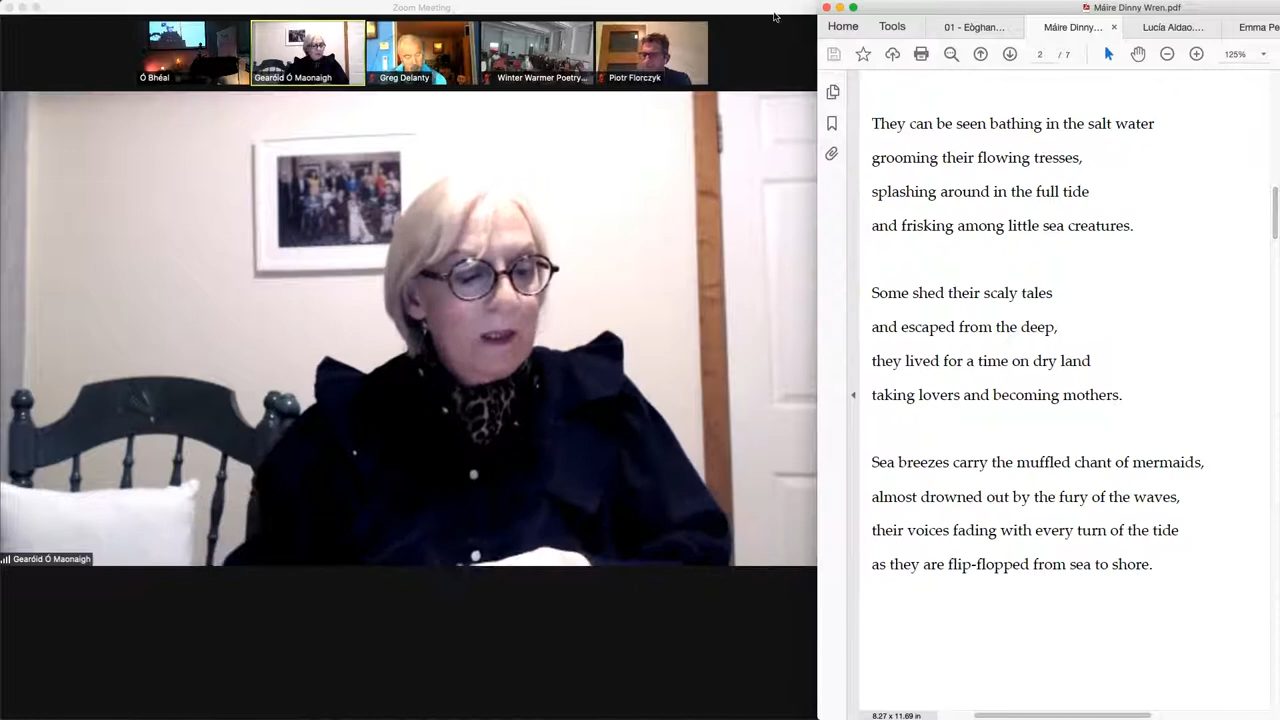 Zoom Meeting
Ó Bhéal
Gearóid Ó Maonaigh
Greg Delanty
Winter Warmer Poetry...
Piotr Florczyk
Gearóid Ó Maonaigh
Máire Dinny Wren.pdf
Home
Tools
01 - Eòghan...
Máire Dinny...
Lucía Aldao....
Emma Pe
2 / 7
125%
They can be seen bathing in the salt water
grooming their flowing tresses,
splashing around in the full tide
and frisking among little sea creatures.
Some shed their scaly tales
and escaped from the deep,
they lived for a time on dry land
taking lovers and becoming mothers.
Sea breezes carry the muffled chant of mermaids,
almost drowned out by the fury of the waves,
their voices fading with every turn of the tide
as they are flip-flopped from sea to shore.
8.27 x 11.69 in